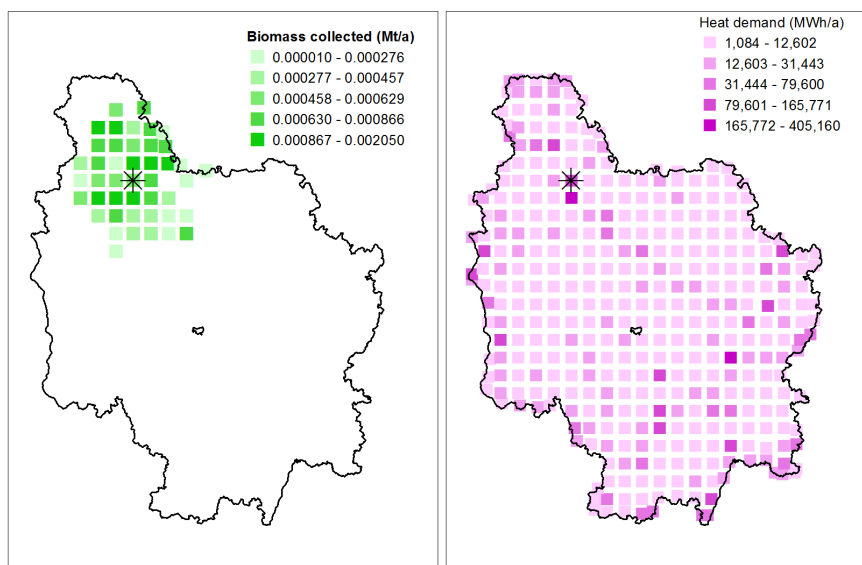 Biomass collected (Mt/a)
0.000010 - 0.000276
0.000277 - 0.000457
0.000458 - 0.000629
0.000630 - 0.000866
0.000867 - 0.002050
Heat demand (MWh/a)
1,084 - 12,602
12,603 - 31,443
31,444 - 79,600
79,601 - 165,771
165,772 - 405,160